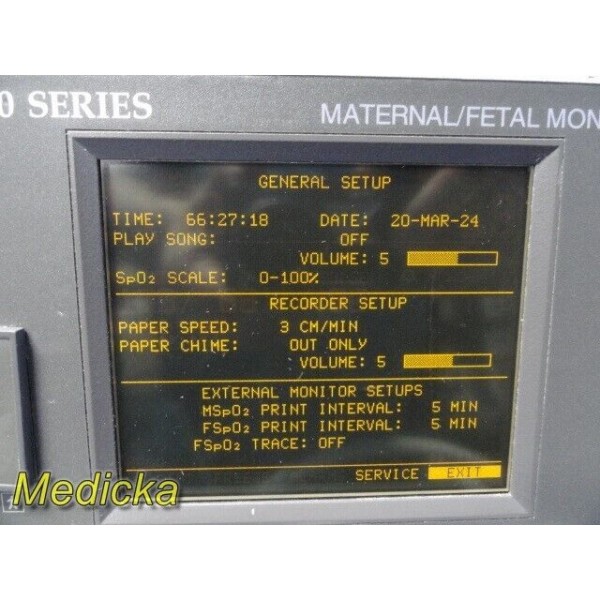 0 SERIES
MATERNAL/FETAL MON
GENERAL SETUP
TIME: 66:27:18 DATE: 20-MAR-24
PLAY SONG: OFF
VOLUME: 5
SpO₂ SCALE: 0-100%
RECORDER SETUP
PAPER SPEED: 3 CM/MIN
PAPER CHIME: OUT ONLY
VOLUME: 5
EXTERNAL MONITOR SETUPS
MSpO₂ PRINT INTERVAL: 5 MIN
FSpO₂ PRINT INTERVAL: 5 MIN
FSpO₂ TRACE: OFF
SERVICE EXIT
Medicka